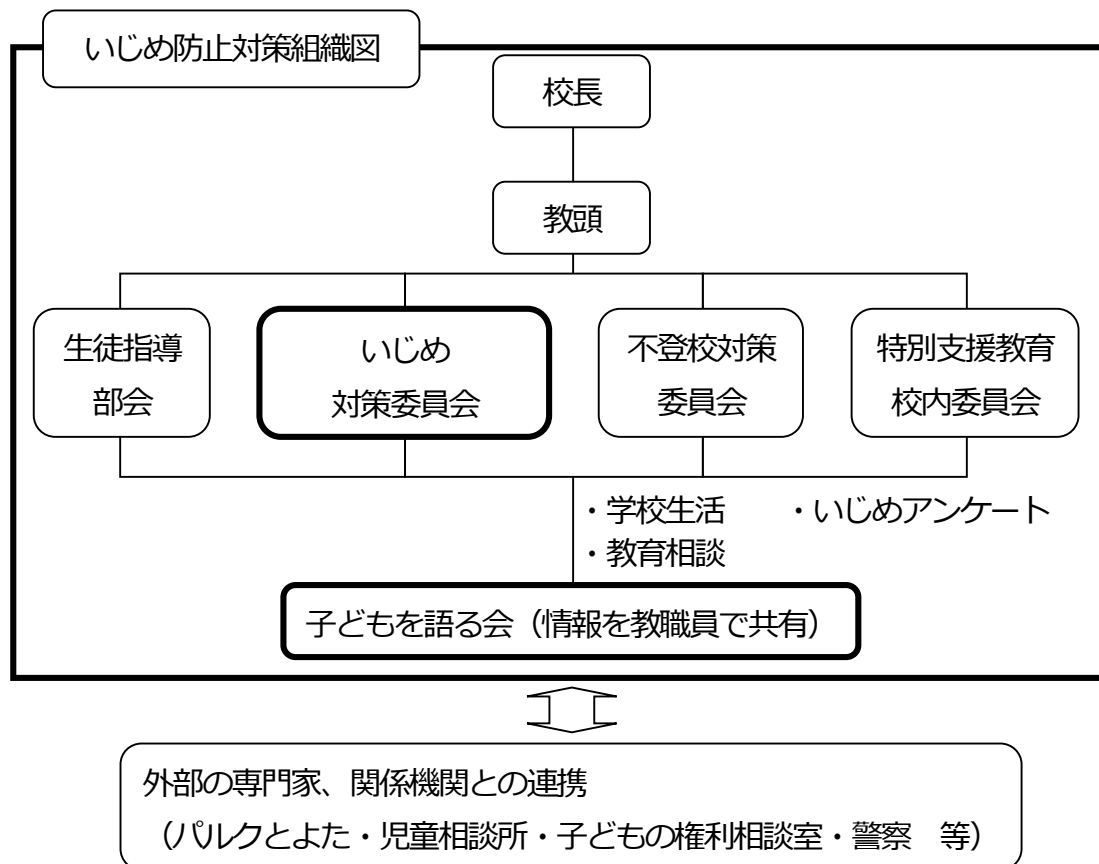 いじめ防止対策組織図
校長
教頭
生徒指導
部会
いじめ
対策委員会
不登校対策
委員会
特別支援教育
校内委員会
・学校生活　　・いじめアンケート
・教育相談
子どもを語る会（情報を教職員で共有）
外部の専門家、関係機関との連携
（パルクとよた・児童相談所・子どもの権利相談室・警察　等）